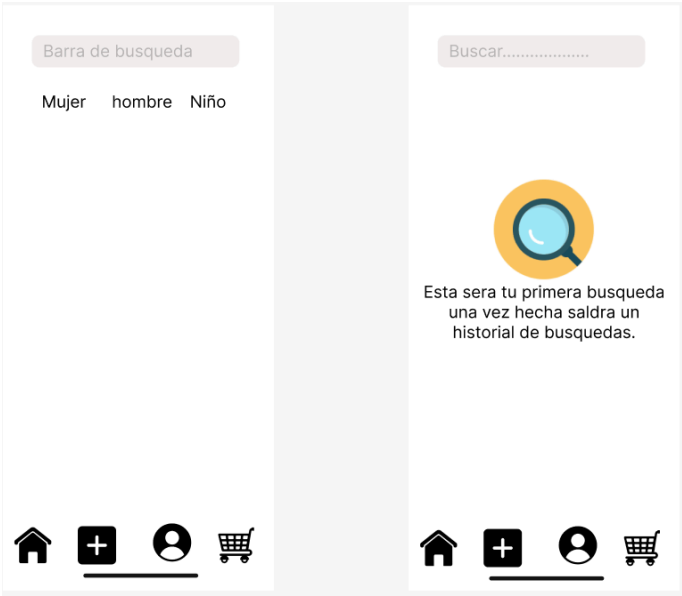 Barra de busqueda
Mujer hombre Niño
Buscar...................
Esta sera tu primera busqueda
una vez hecha saldra un
historial de busquedas.